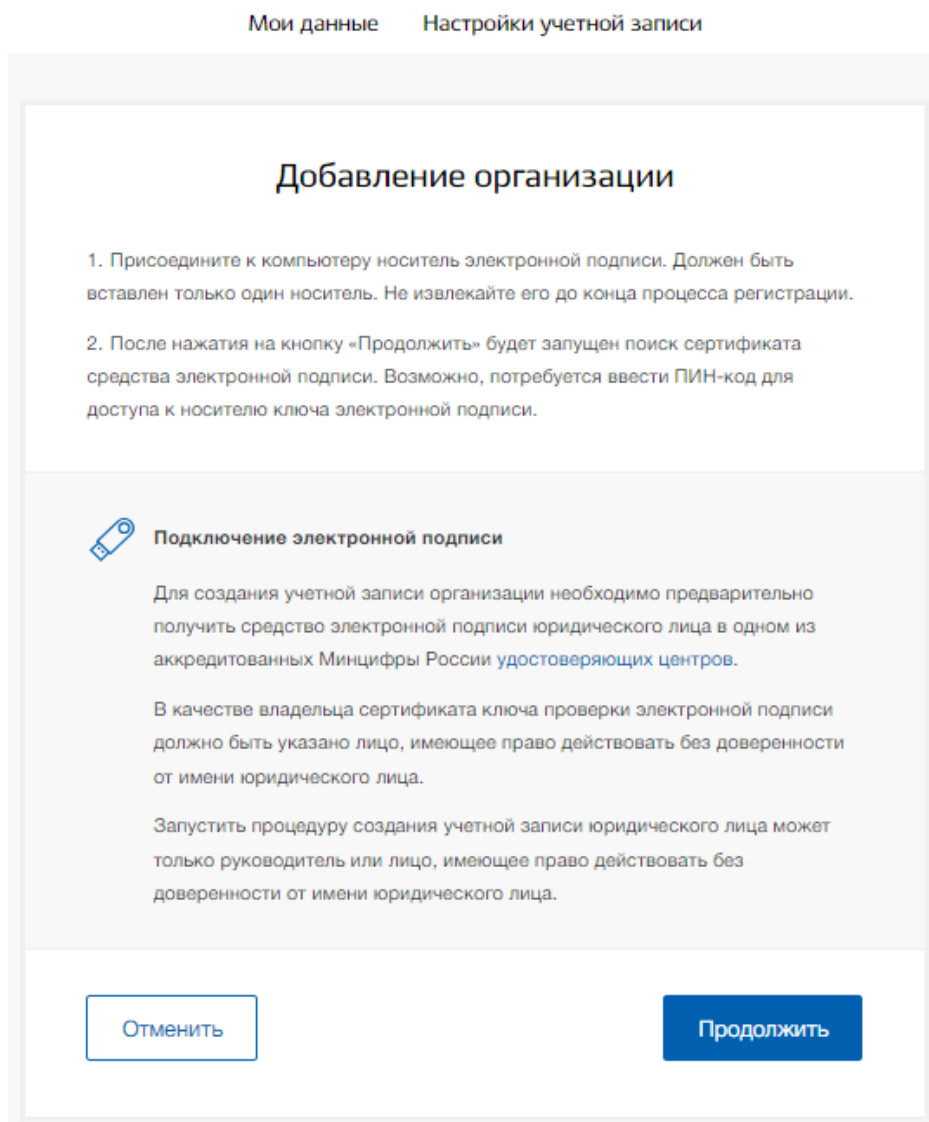 Мои данные Настройки учетной записи
Добавление организации
1. Присоедините к компьютеру носитель электронной подписи. Должен быть
вставлен только один носитель. Не извлекайте его до конца процесса регистрации.
2. После нажатия на кнопку «Продолжить» будет запущен поиск сертификата
средства электронной подписи. Возможно, потребуется ввести ПИН-код для
доступа к носителю ключа электронной подписи.
Подключение электронной подписи
Для создания учетной записи организации необходимо предварительно
получить средство электронной подписи юридического лица в одном из
аккредитованных Минцифры России удостоверяющих центров.
В качестве владельца сертификата ключа проверки электронной подписи
должно быть указано лицо, имеющее право действовать без доверенности
от имени юридического лица.
Запустить процедуру создания учетной записи юридического лица может
только руководитель или лицо, имеющее право действовать без
доверенности от имени юридического лица.
Отменить Продолжить